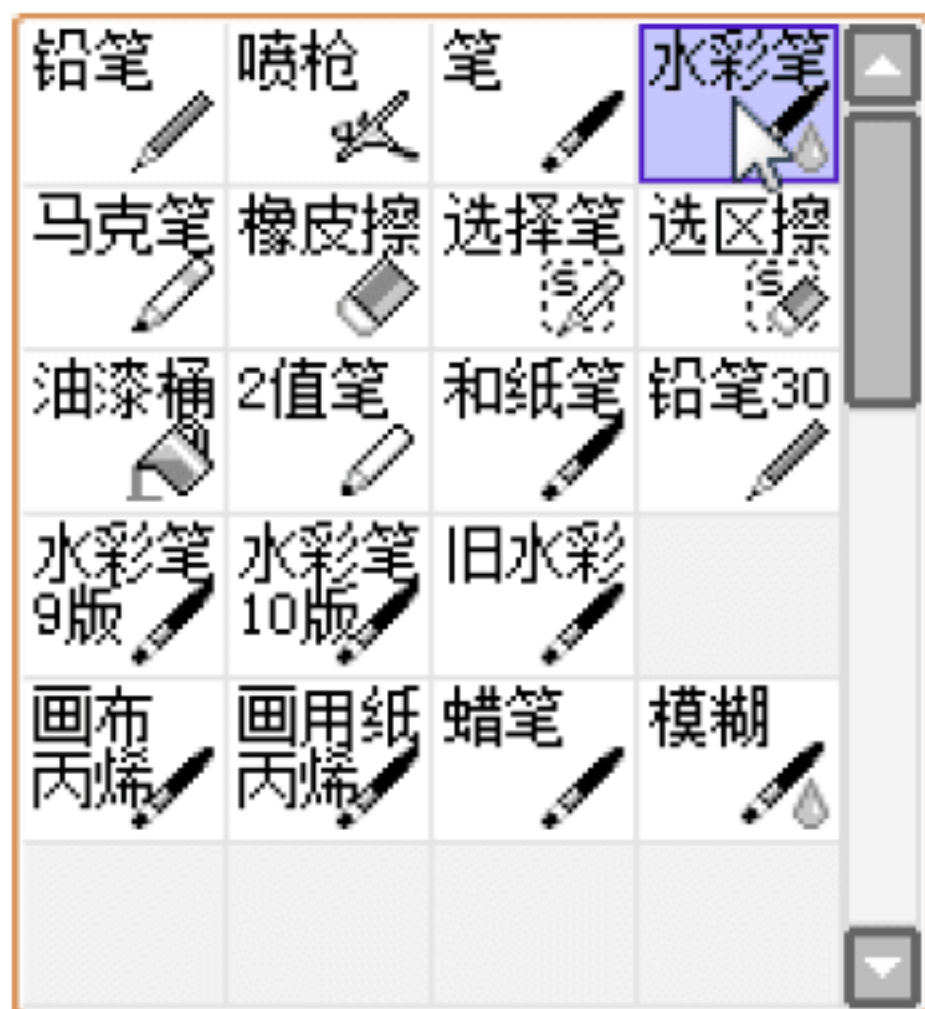 铅笔
喷枪
笔
水彩笔
马克笔
橡皮擦
选择笔
选区擦
油漆桶
2值笔
和纸笔
铅笔30
水彩笔
9版
水彩笔
10版
旧水彩
画布
丙烯
画用纸
丙烯
蜡笔
模糊